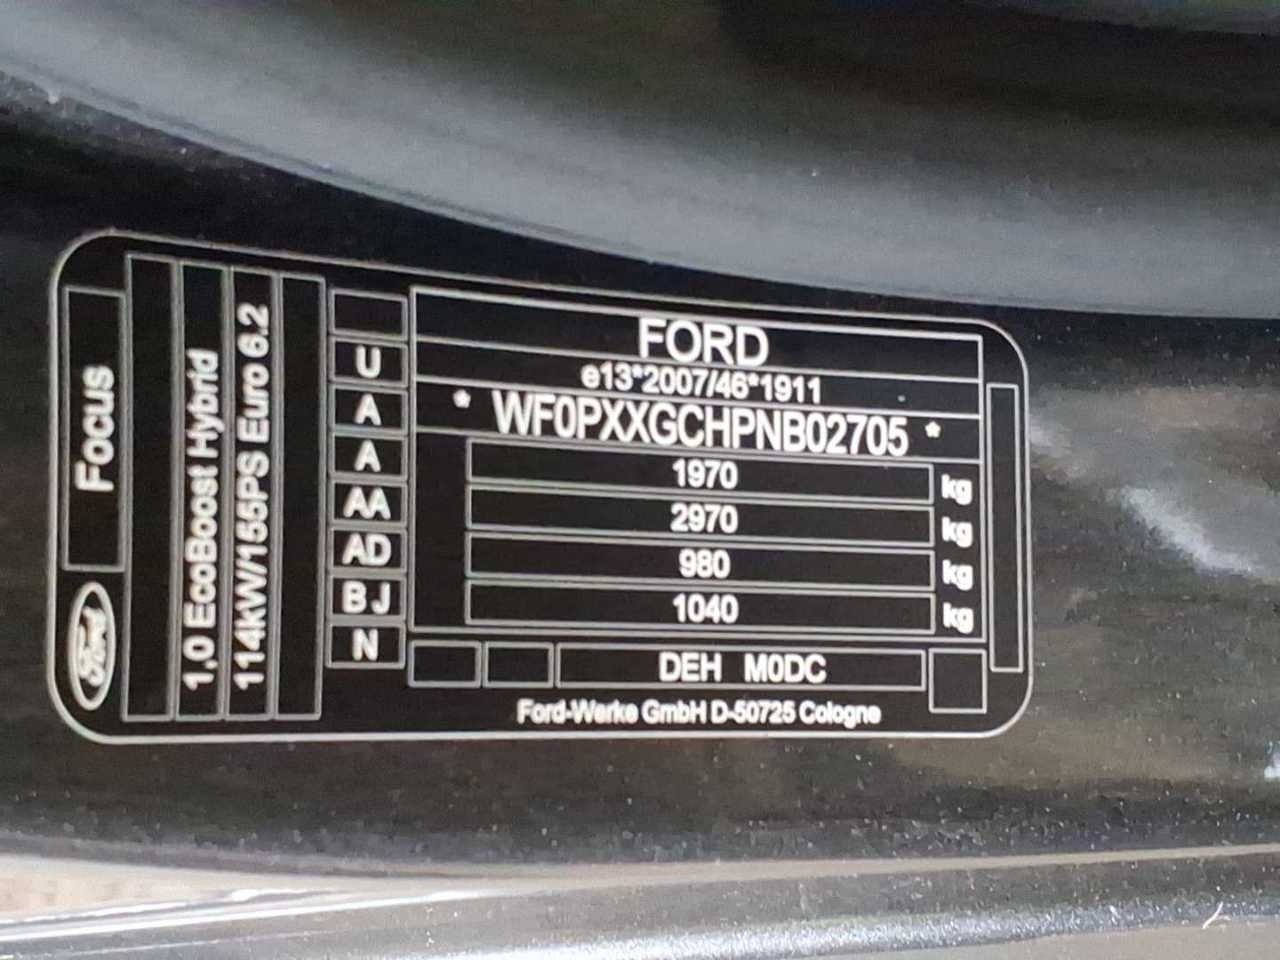 FORD
e13*2007/46*1911
* WF0PXXGCHPNB02705 *
1970 kg
2970 kg
980 kg
1040 kg
DEH M0DC
Ford-Werke GmbH D-50725 Cologne
U
A
A
AA
AD
BJ
N
Focus
Ford
1,0 EcoBoost Hybrid
114kW/155PS Euro 6.2